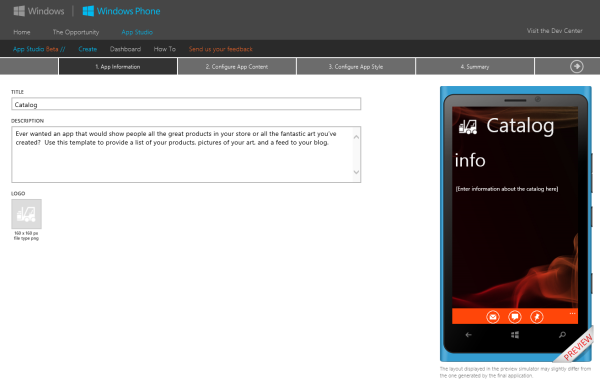 Windows | Windows Phone
Home The Opportunity App Studio Visit the Dev Center
App Studio Beta // Create Dashboard How To Send us your feedback
1. App Information 2. Configure App Content 3. Configure App Style 4. Summary
TITLE
Catalog
DESCRIPTION
Ever wanted an app that would show people all the great products in your store or all the fantastic art you've
created? Use this template to provide a list of your products, pictures of your art, and a feed to your blog.
LOGO
160 x 160 px
file type png
Catalog
info
[Enter information about the catalog here]
...
PREVIEW
The layout displayed in the preview simulator may slightly differ from
the one generated by the final application.